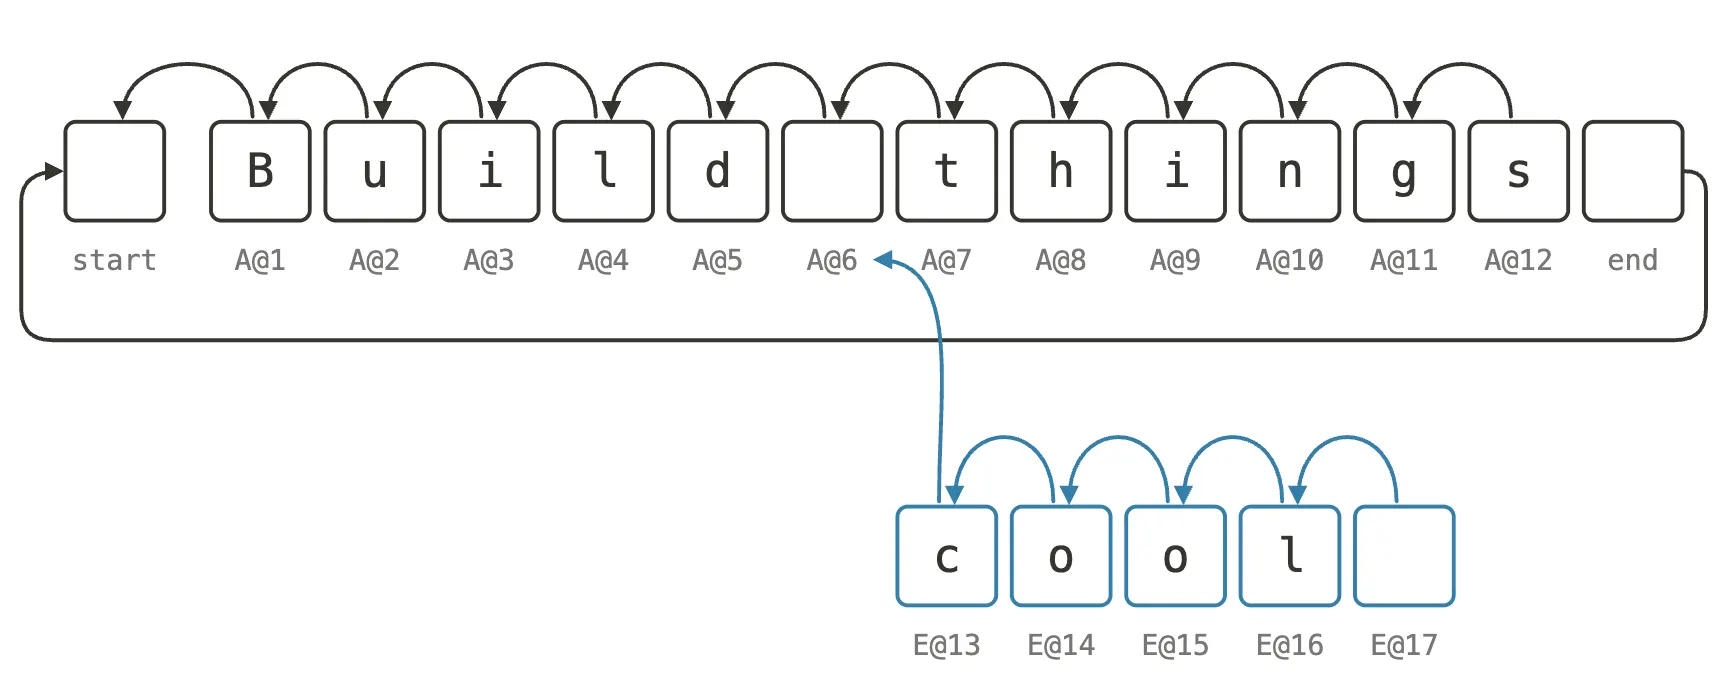 B u i l d t h i n g s
start A@1 A@2 A@3 A@4 A@5 A@6 A@7 A@8 A@9 A@10 A@11 A@12 end
c o o l
E@13 E@14 E@15 E@16 E@17